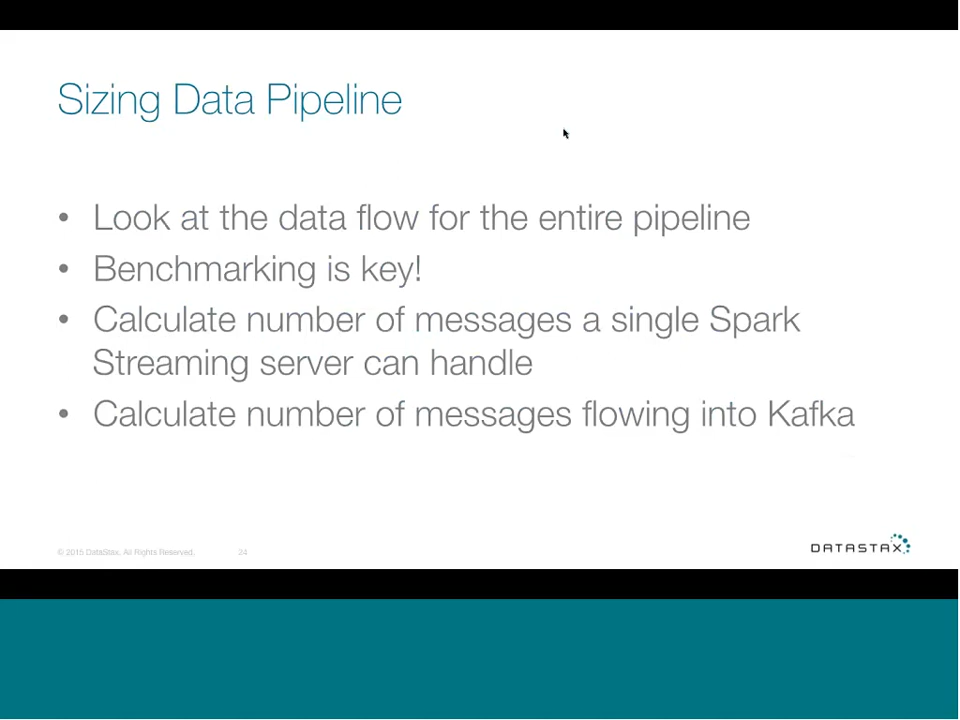 Sizing Data Pipeline
• Look at the data flow for the entire pipeline
• Benchmarking is key!
• Calculate number of messages a single Spark
Streaming server can handle
• Calculate number of messages flowing into Kafka
© 2015 DataStax, All Rights Reserved. 24
DATASTAX